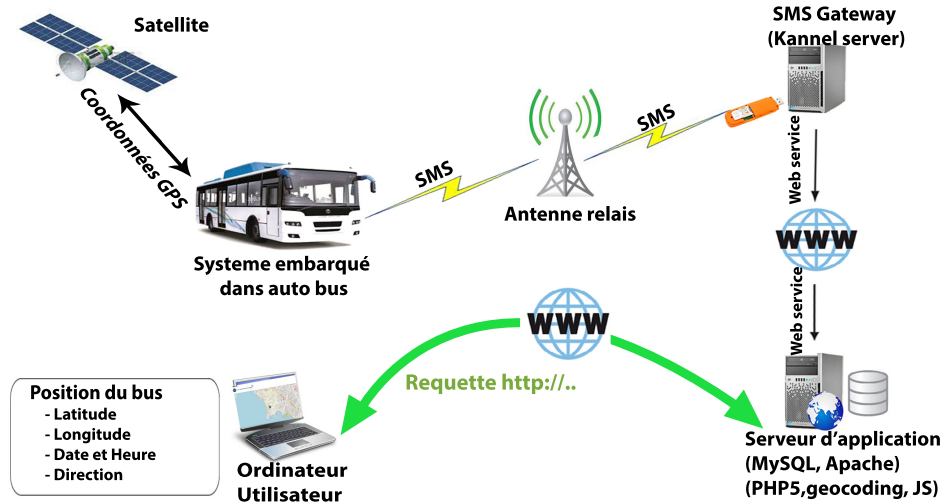 Satellite
SMS Gateway
(Kannel server)
Coordonnées GPS
SMS
SMS
Antenne relais
Web service
WWW
Web service
Systeme embarqué
dans auto bus
WWW
Requette http://..
Position du bus
- Latitude
- Longitude
- Date et Heure
- Direction
Ordinateur
Utilisateur
Serveur d'application
(MySQL, Apache)
(PHP5,geocoding, JS)